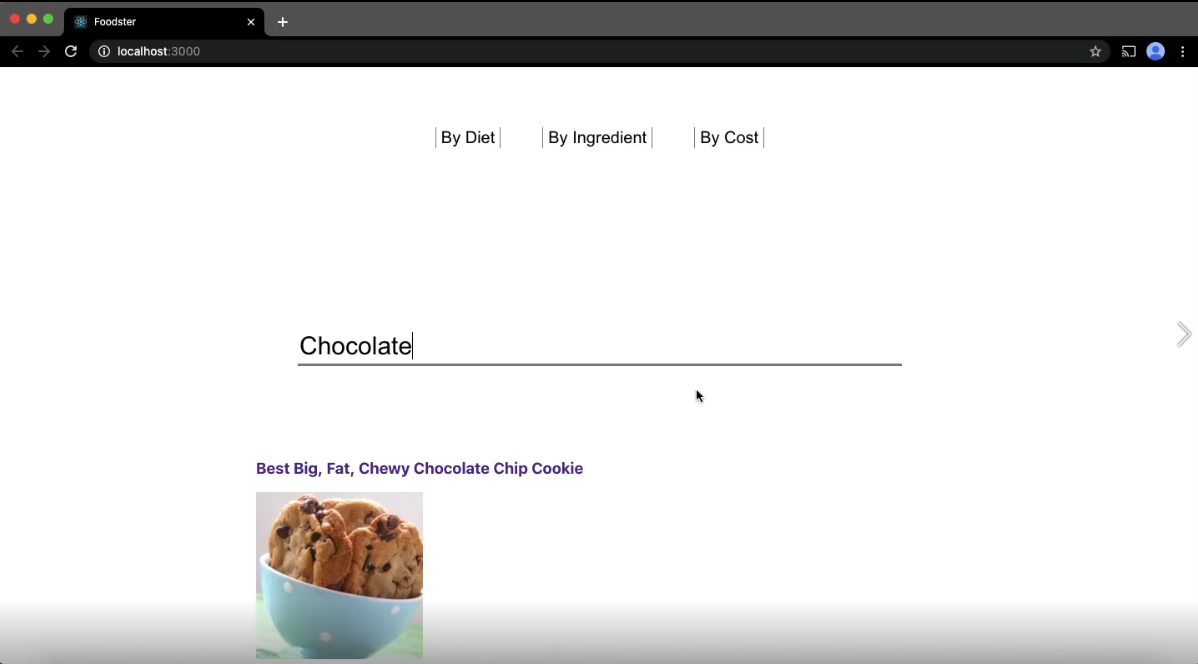 Foodster
localhost:3000
By Diet By Ingredient By Cost
Chocolate
Best Big, Fat, Chewy Chocolate Chip Cookie